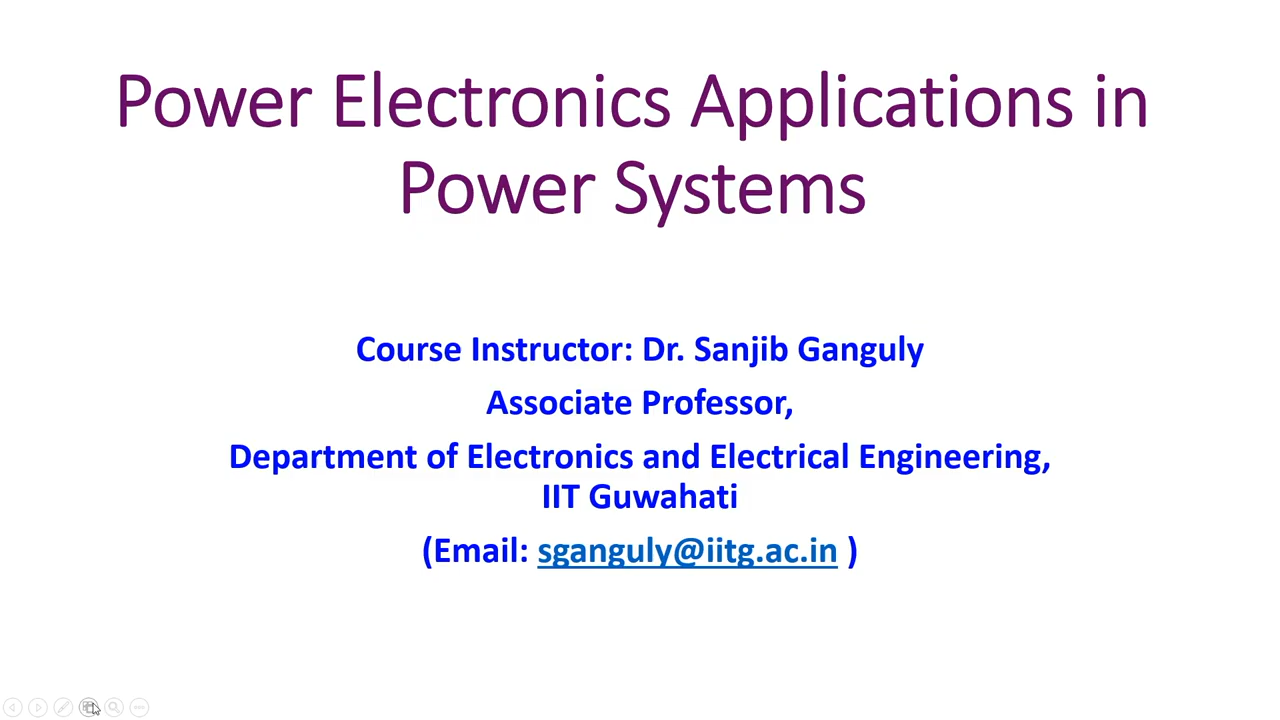 Power Electronics Applications in
Power Systems
Course Instructor: Dr. Sanjib Ganguly
Associate Professor,
Department of Electronics and Electrical Engineering,
IIT Guwahati
(Email: sganguly@iitg.ac.in )